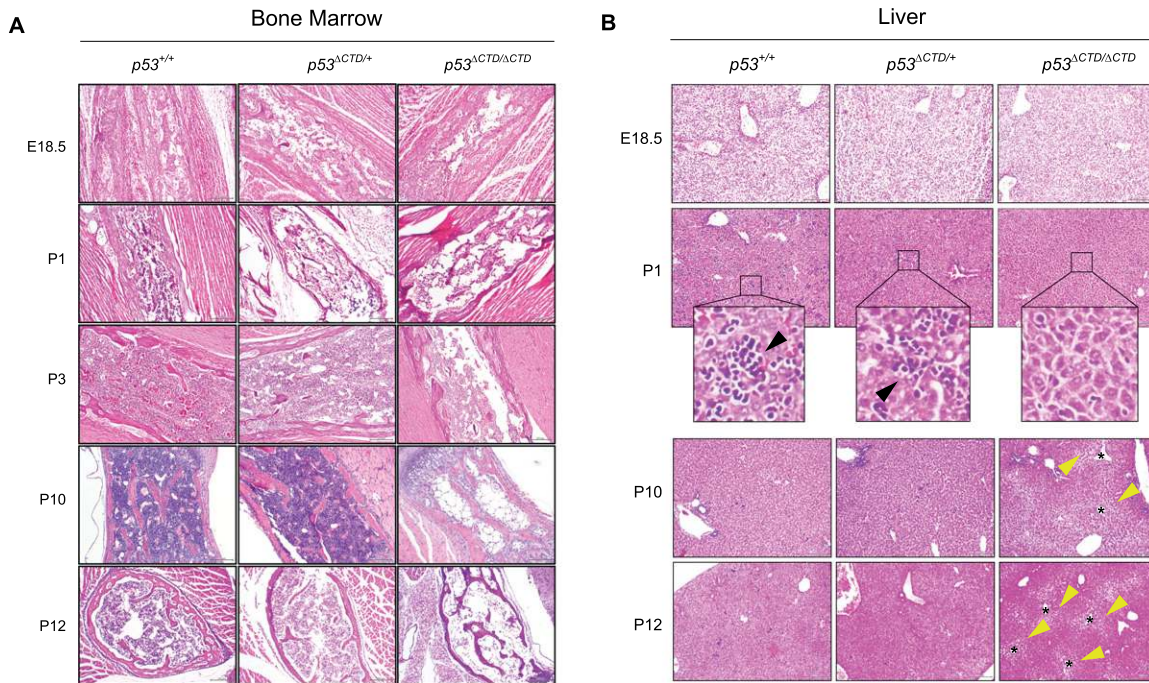 A
Bone Marrow
p53+/+
p53ΔCTD/+
p53ΔCTD/ΔCTD
E18.5
P1
P3
P10
P12
B
Liver
p53+/+
p53ΔCTD/+
p53ΔCTD/ΔCTD
E18.5
P1
P10
*
*
P12
*
*
*
*